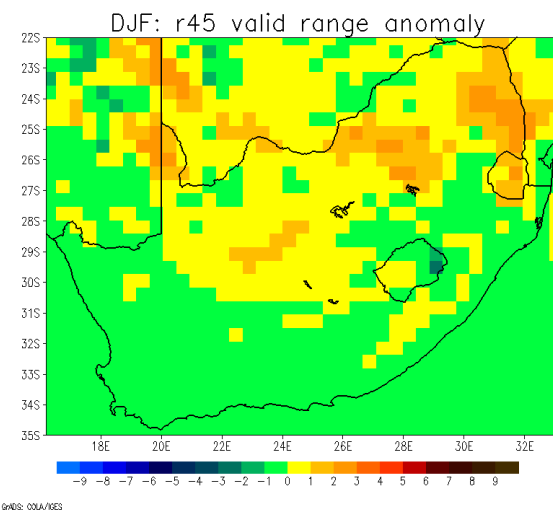 DJF: r45 valid range anomaly
22S
23S
24S
25S
26S
27S
28S
29S
30S
31S
32S
33S
34S
35S
18E 20E 22E 24E 26E 28E 30E 32E
-9 -8 -7 -6 -5 -4 -3 -2 -1 0 1 2 3 4 5 6 7 8 9
GrADS: COLA/IGES